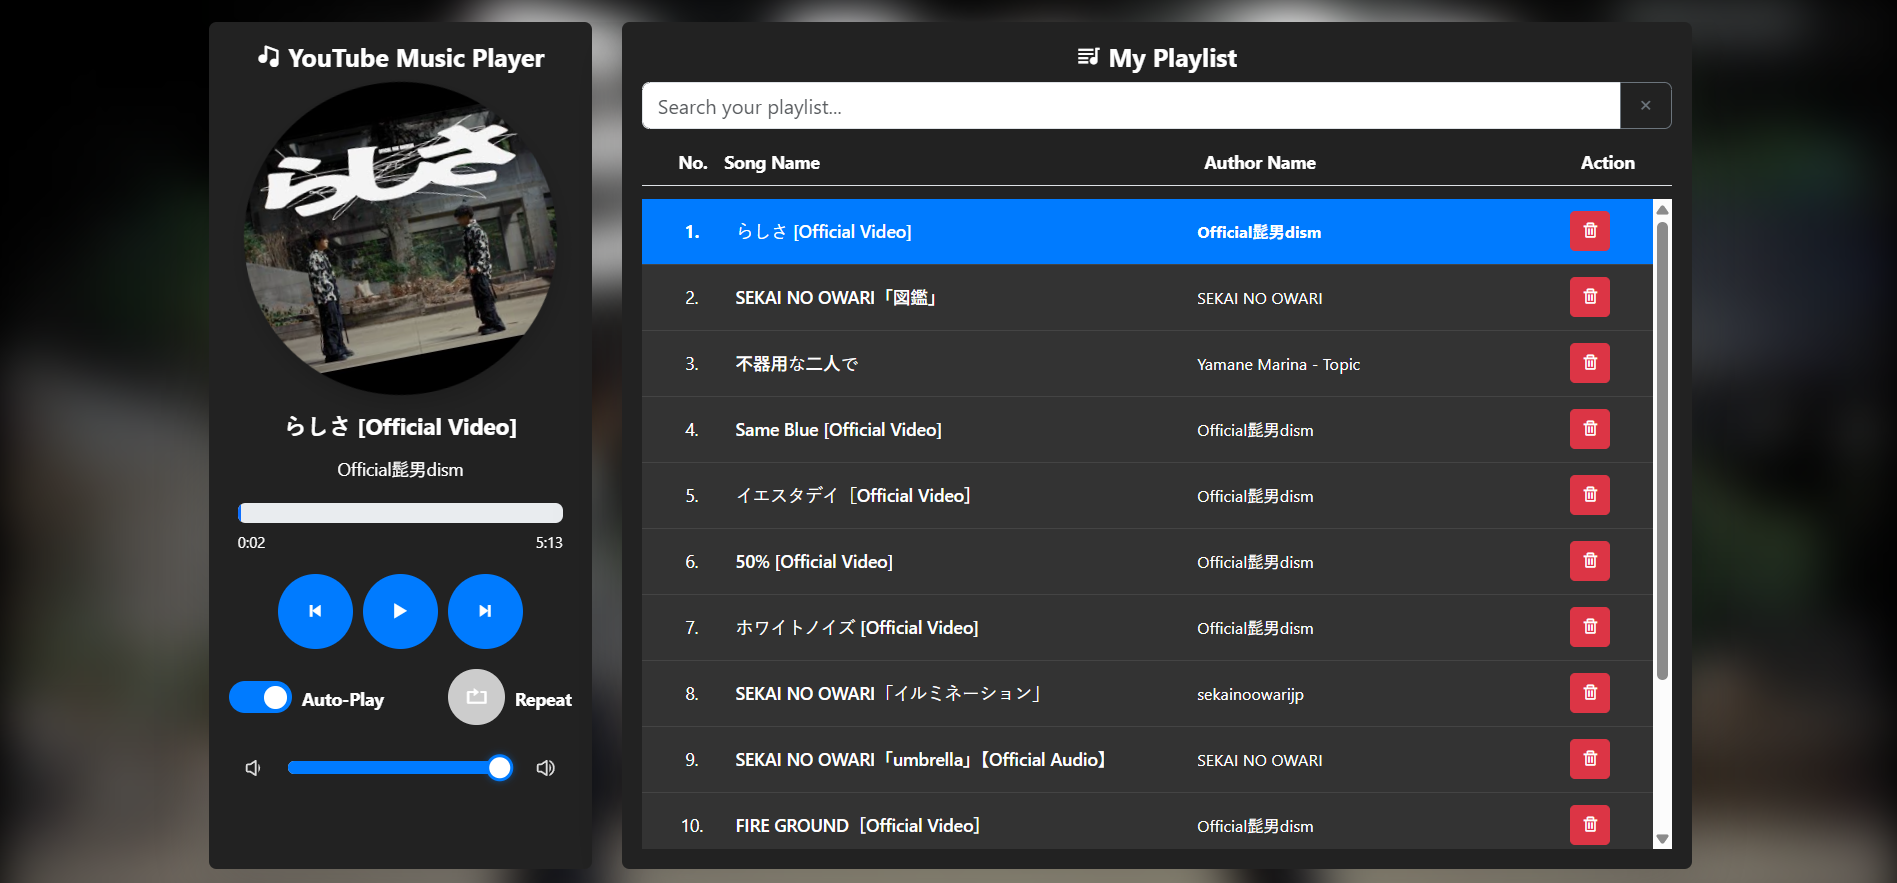 YouTube Music Player
らしさ
らしさ [Official Video]
Official髭男dism
0:02 5:13
Auto-Play Repeat
My Playlist
Search your playlist...
No. Song Name Author Name Action
1. らしさ [Official Video] Official髭男dism
2. SEKAI NO OWARI「図鑑」 SEKAI NO OWARI
3. 不器用な二人で Yamane Marina - Topic
4. Same Blue [Official Video] Official髭男dism
5. イエスタデイ［Official Video］ Official髭男dism
6. 50% [Official Video] Official髭男dism
7. ホワイトノイズ [Official Video] Official髭男dism
8. SEKAI NO OWARI「イルミネーション」 sekainoowarijp
9. SEKAI NO OWARI「umbrella」【Official Audio】 SEKAI NO OWARI
10. FIRE GROUND［Official Video］ Official髭男dism